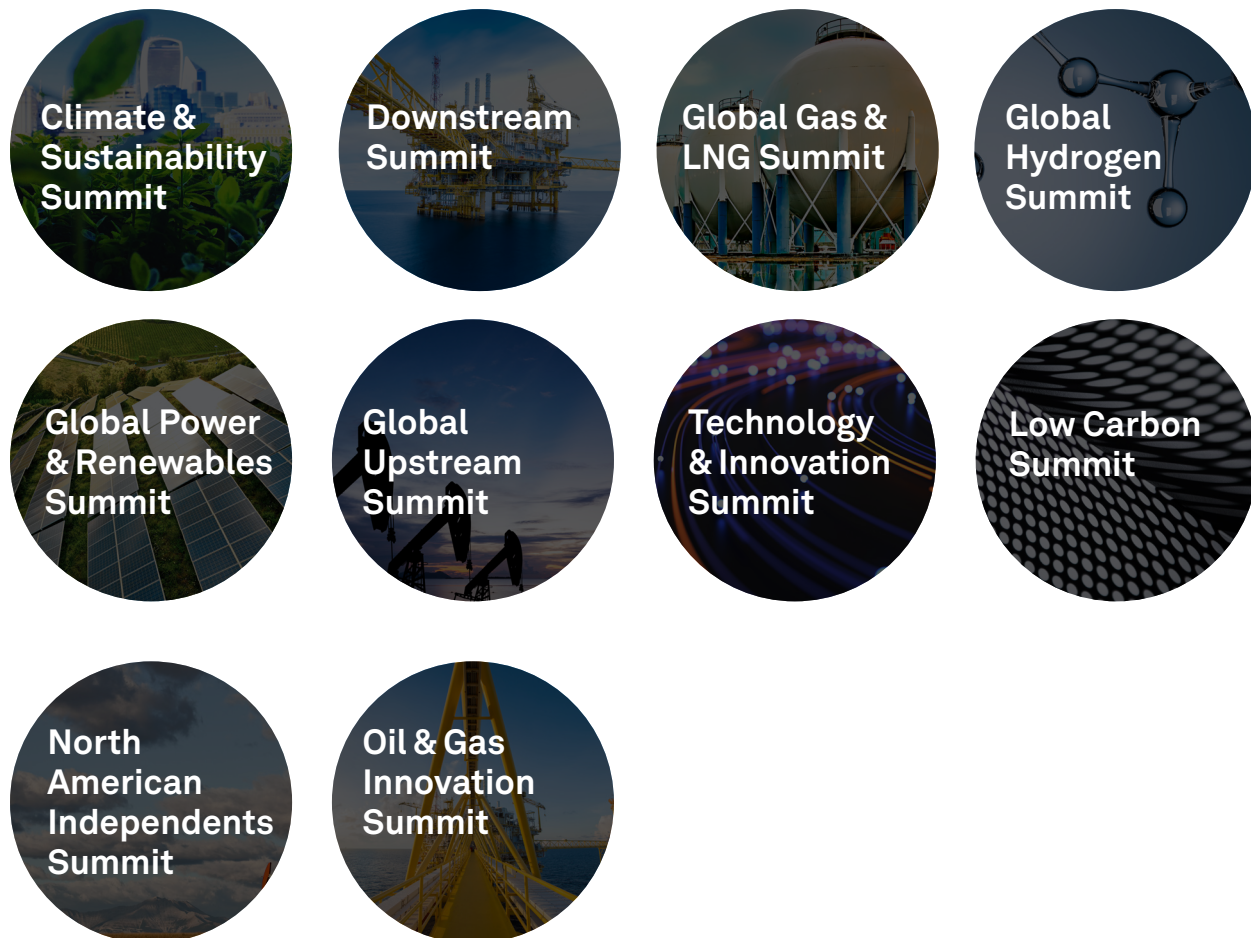 Climate &
Sustainability
Summit
Downstream
Summit
Global Gas &
LNG Summit
Global
Hydrogen
Summit
Global Power
& Renewables
Summit
Global
Upstream
Summit
Technology
& Innovation
Summit
Low Carbon
Summit
North
American
Independents
Summit
Oil & Gas
Innovation
Summit